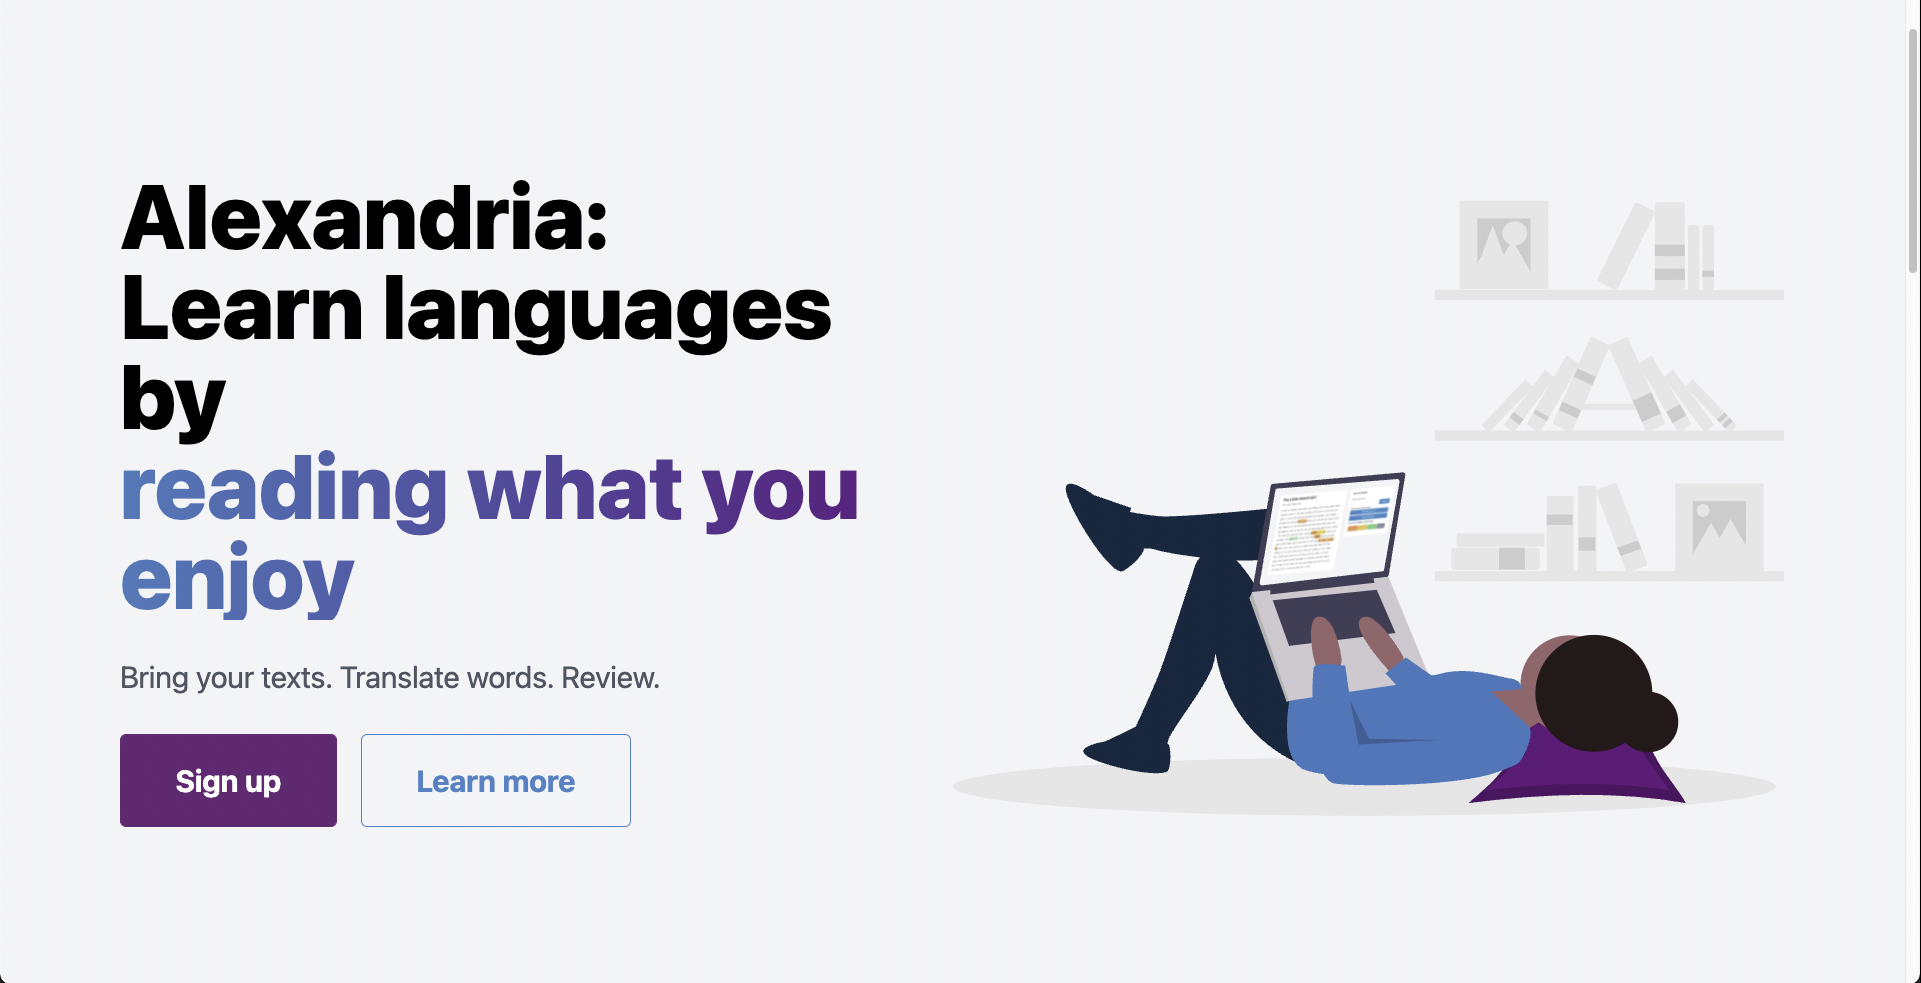 Alexandria:
Learn languages
by
reading what you
enjoy
Bring your texts. Translate words. Review.
Sign up
Learn more